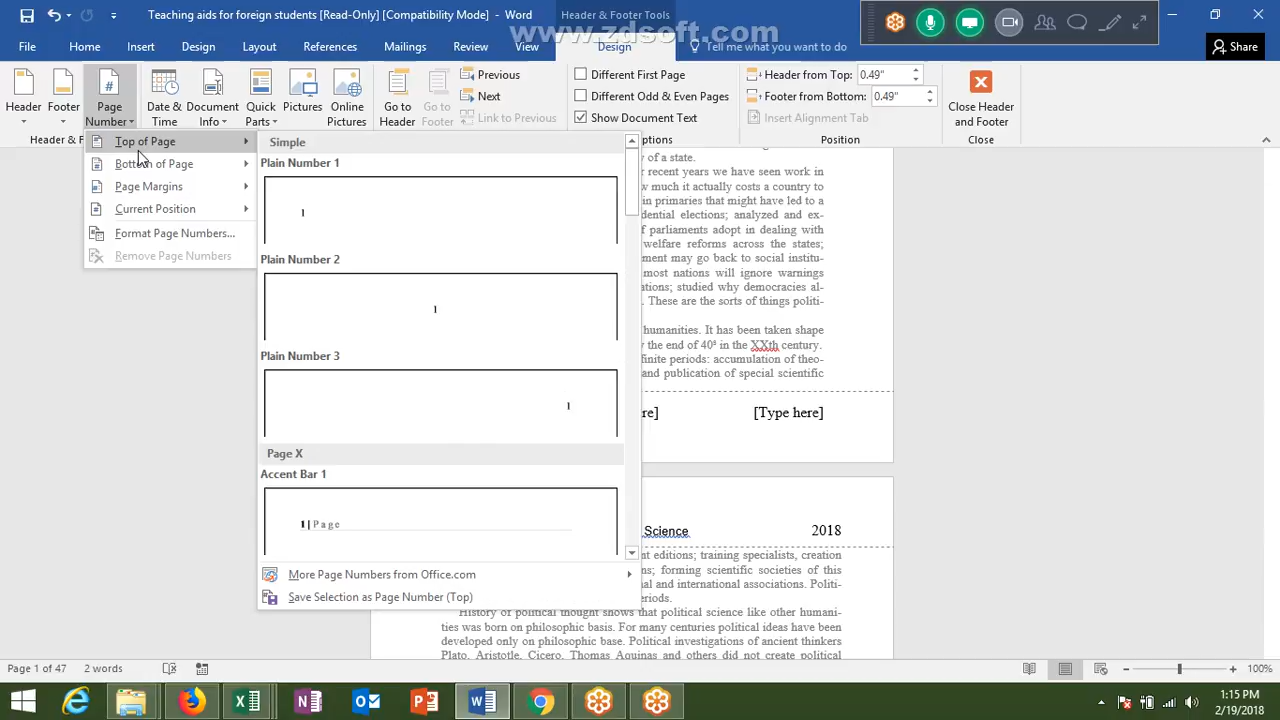 Teaching aids for foreign students [Read-Only] [Compatibility Mode] - Word
Header & Footer Tools
www.zdsoft.com
File Home Insert Design Layout References Mailings Review View Design Tell me what you want to do
Share
Header
Footer
Page
Number
Date &
Time
Document
Info
Quick
Parts
Pictures
Online
Pictures
Go to
Header
Go to
Footer
Previous
Next
Link to Previous
Different First Page
Different Odd & Even Pages
Show Document Text
Header from Top: 0.49"
Footer from Bottom: 0.49"
Insert Alignment Tab
Close Header
and Footer
Header & F
ptions
Position
Close
Top of Page
Bottom of Page
Page Margins
Current Position
Format Page Numbers...
Remove Page Numbers
Simple
Plain Number 1
1
Plain Number 2
1
Plain Number 3
1
Page X
Accent Bar 1
1 | Page
More Page Numbers from Office.com
Save Selection as Page Number (Top)
y of a state.
r recent years we have seen work in
w much it actually costs a country to
in primaries that might have led to a
dential elections; analyzed and ex-
f parliaments adopt in dealing with
welfare reforms across the states;
ment may go back to social institu-
most nations will ignore warnings
ations; studied why democracies al-
. These are the sorts of things politi-
humanities. It has been taken shape
y the end of 40ˢ in the XXth century.
finite periods: accumulation of theo-
and publication of special scientific
ere] [Type here]
Science 2018
nt editions; training specialists, creation
ons; forming scientific societies of this
ial and international associations. Politi-
periods.
History of political thought shows that political science like other humani-
ties was born on philosophic basis. For many centuries political ideas have been
developed only on philosophic base. Political investigations of ancient thinkers
Plato, Aristotle, Cicero, Thomas Aquinas and others did not create political
Page 1 of 47 2 words
100%
1:15 PM
2/19/2018